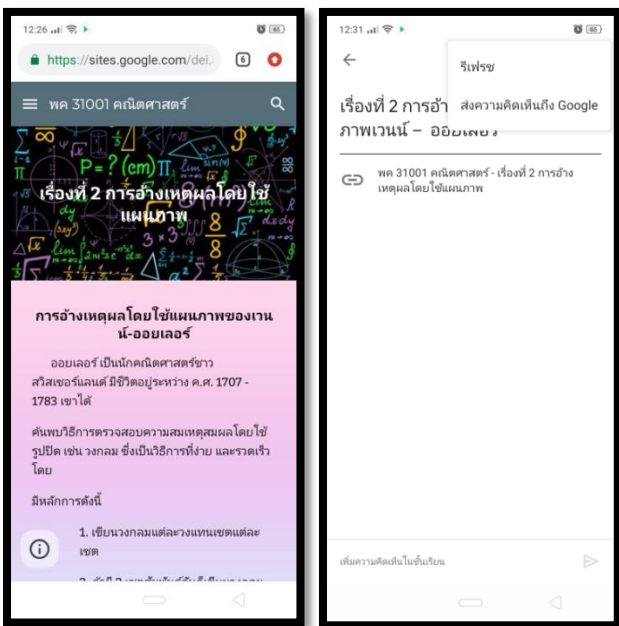 12:26
65
https://sites.google.com/dei.
6
พค 31001 คณิตศาสตร์
P = ? (cm)
เรื่องที่ 2 การอ้างเหตุผลโดยใช้
แผนภาพ
การอ้างเหตุผลโดยใช้แผนภาพของเวน
น์-ออยเลอร์
ออยเลอร์ เป็นนักคณิตศาสตร์ชาว
สวิสเซอร์แลนด์ มีชีวิตอยู่ระหว่าง ค.ศ. 1707 -
1783 เขาได้
ค้นพบวิธีการตรวจสอบความสมเหตุสมผลโดยใช้
รูปปิด เช่น วงกลม ซึ่งเป็นวิธีการที่ง่าย และรวดเร็ว
โดย
มีหลักการดังนี้
1. เขียนวงกลมแต่ละวงแทนเซตแต่ละ
เซต
12:31
65
รีเฟรช
ส่งความคิดเห็นถึง Google
เรื่องที่ 2 การอ้า
ภาพเวนน์ – ออยเลอร์
พค 31001 คณิตศาสตร์ - เรื่องที่ 2 การอ้าง
เหตุผลโดยใช้แผนภาพ
เพิ่มความคิดเห็นในชั้นเรียน